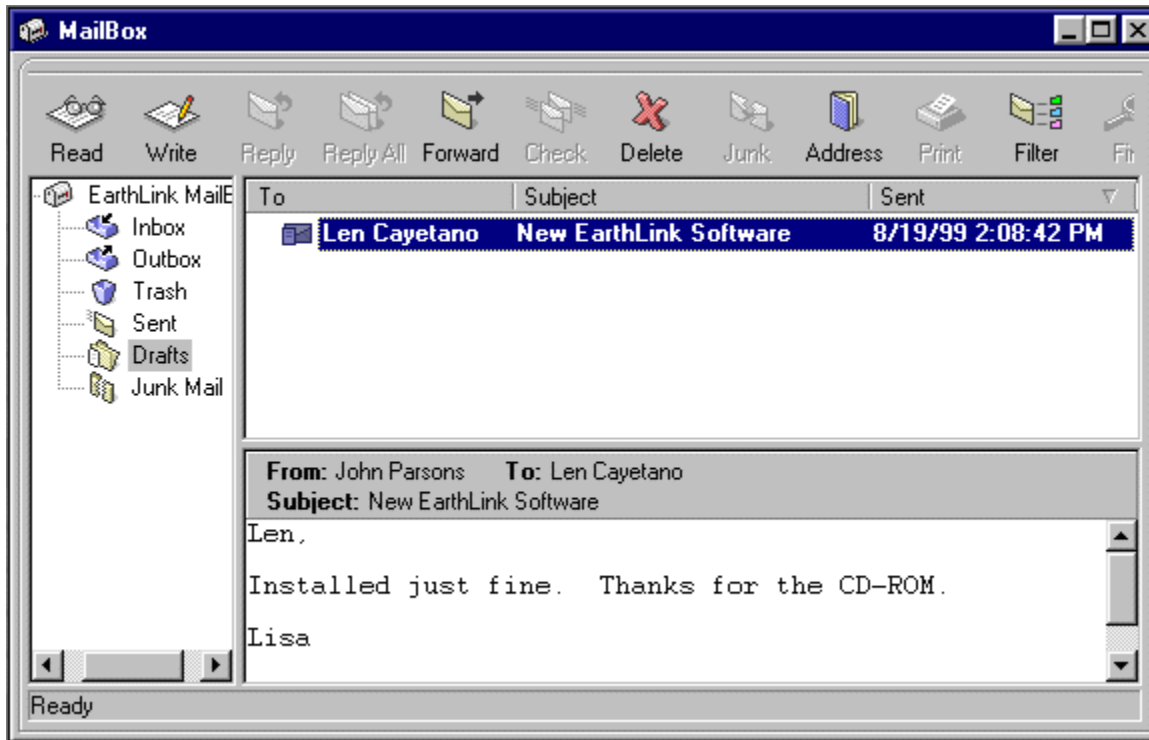 MailBox
Read Write Reply Reply All Forward Check Delete Junk Address Print Filter Fin
EarthLink MailB
Inbox
Outbox
Trash
Sent
Drafts
Junk Mail
To Subject Sent
Len Cayetano New EarthLink Software 8/19/99 2:08:42 PM
From: John Parsons To: Len Cayetano
Subject: New EarthLink Software
Len,
Installed just fine. Thanks for the CD-ROM.
Lisa
Ready